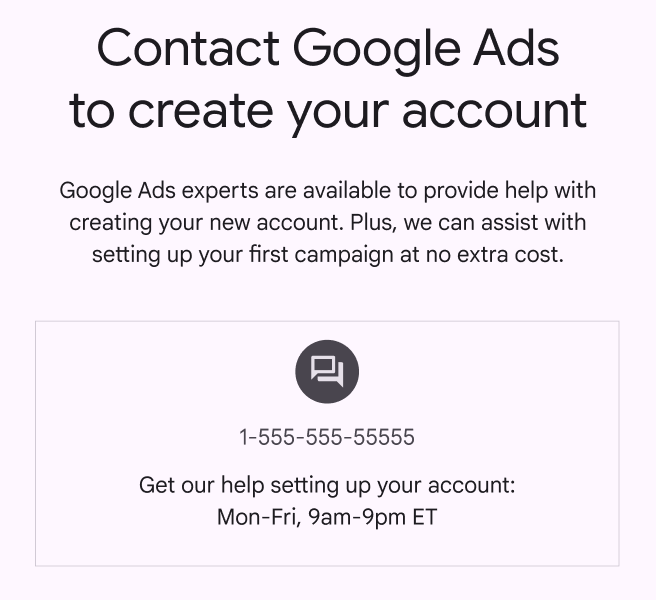 Contact Google Ads
to create your account
Google Ads experts are available to provide help with
creating your new account. Plus, we can assist with
setting up your first campaign at no extra cost.
1-555-555-55555
Get our help setting up your account:
Mon-Fri, 9am-9pm ET